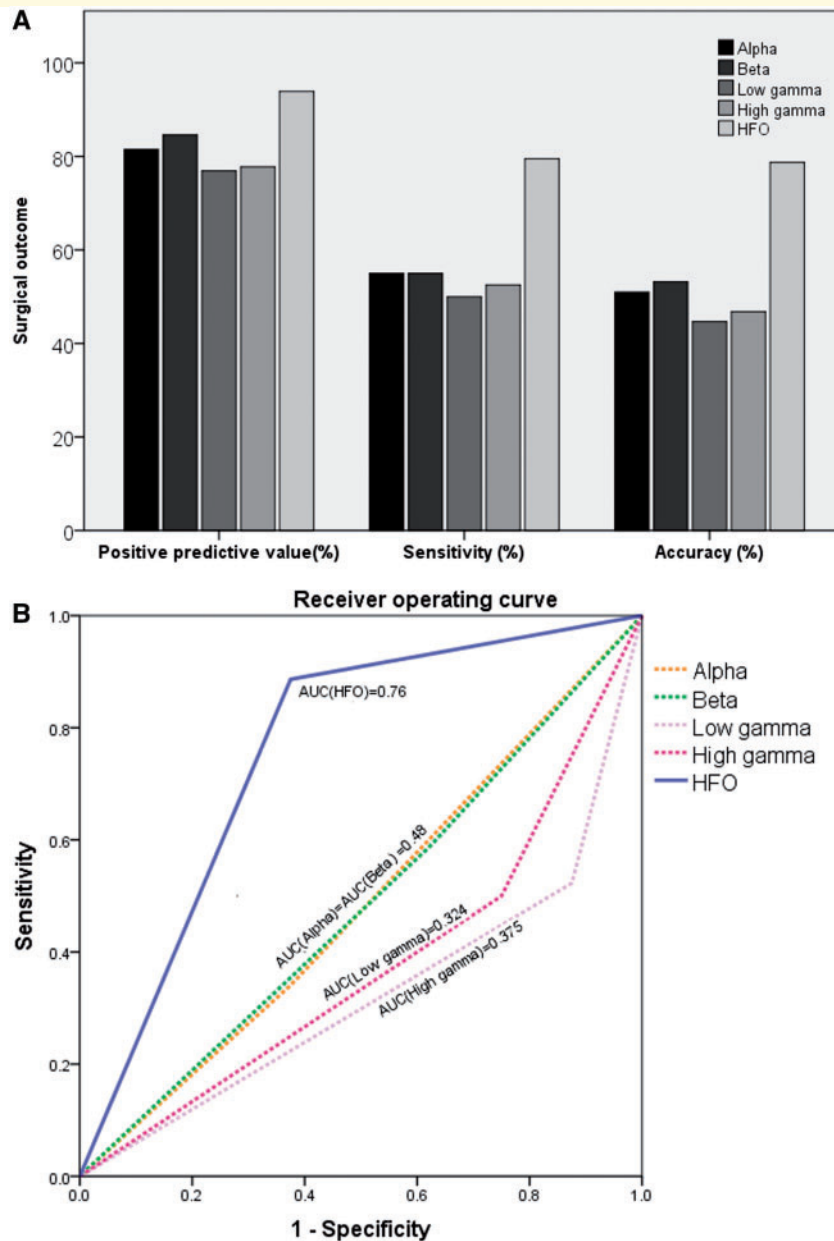 A
Surgical outcome
100
80
60
40
20
0
Alpha
Beta
Low gamma
High gamma
HFO
Positive predictive value(%)
Sensitivity (%)
Accuracy (%)
B
Receiver operating curve
Sensitivity
1.0
0.8
0.6
0.4
0.2
0.0
AUC(HFO)=0.76
AUC(Alpha)=AUC(Beta) =0.48
AUC(Low gamma)=0.324
AUC(High gamma)=0.375
Alpha
Beta
Low gamma
High gamma
HFO
0.0 0.2 0.4 0.6 0.8 1.0
1 - Specificity